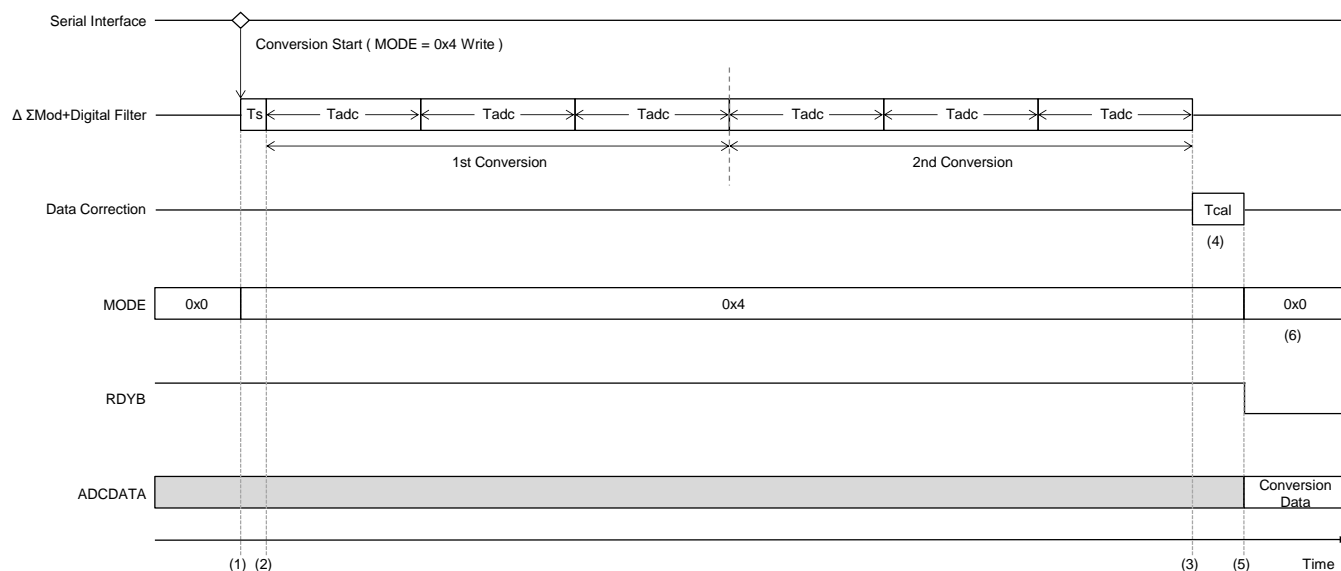 Serial Interface
Conversion Start ( MODE = 0x4 Write )
Δ ΣMod+Digital Filter
Ts
Tadc
Tadc
Tadc
Tadc
Tadc
Tadc
1st Conversion
2nd Conversion
Data Correction
Tcal
(4)
MODE
0x0
0x4
0x0
(6)
RDYB
ADCDATA
Conversion
Data
(1)
(2)
(3)
(5)
Time